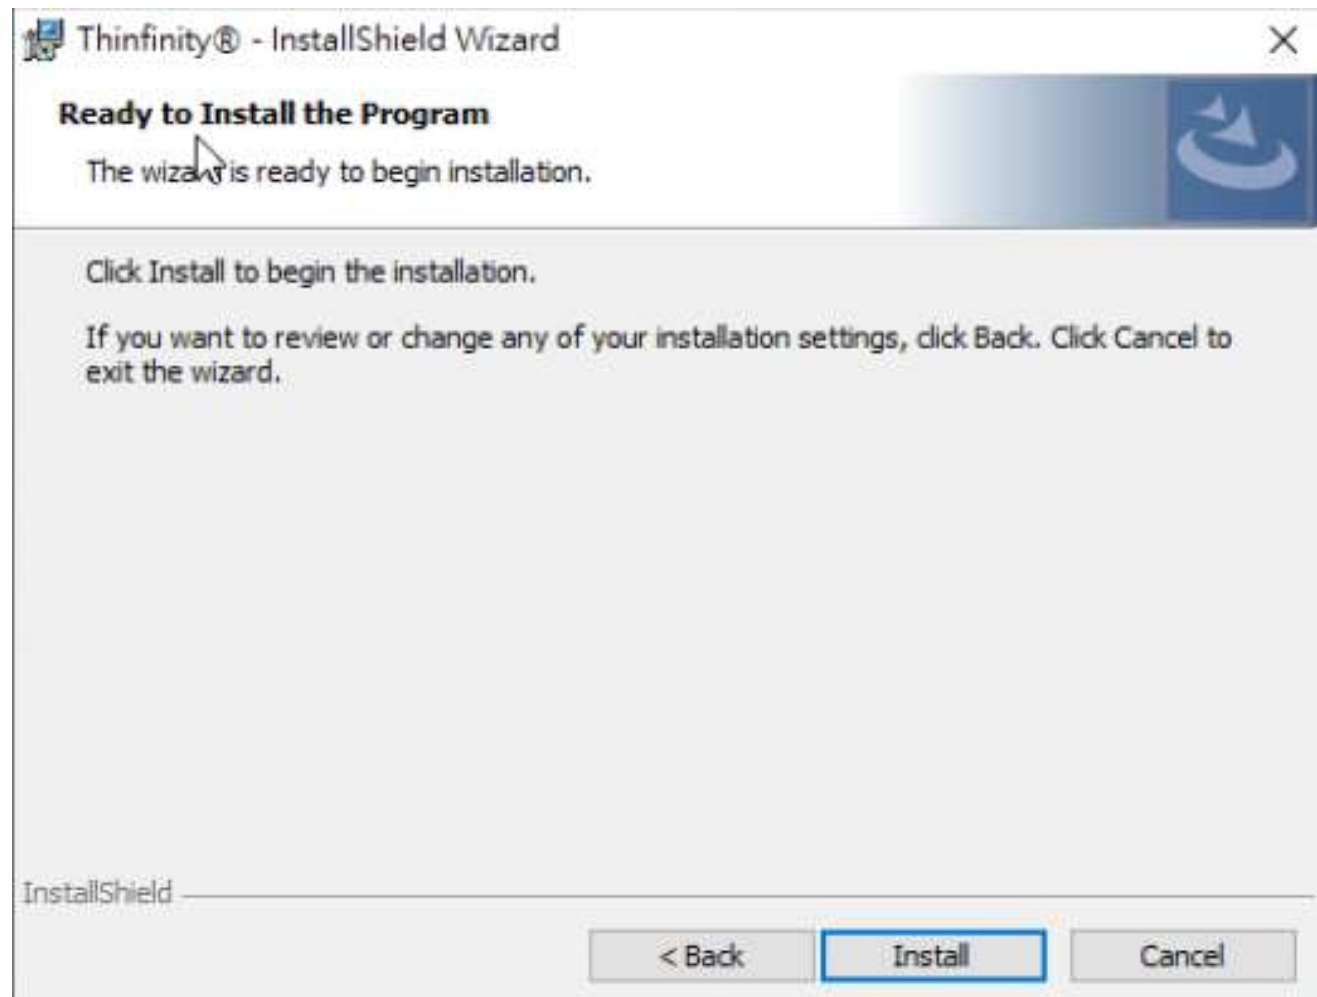 Thinfinity® - InstallShield Wizard
Ready to Install the Program
The wizard is ready to begin installation.
Click Install to begin the installation.
If you want to review or change any of your installation settings, click Back. Click Cancel to
exit the wizard.
InstallShield
< Back
Install
Cancel